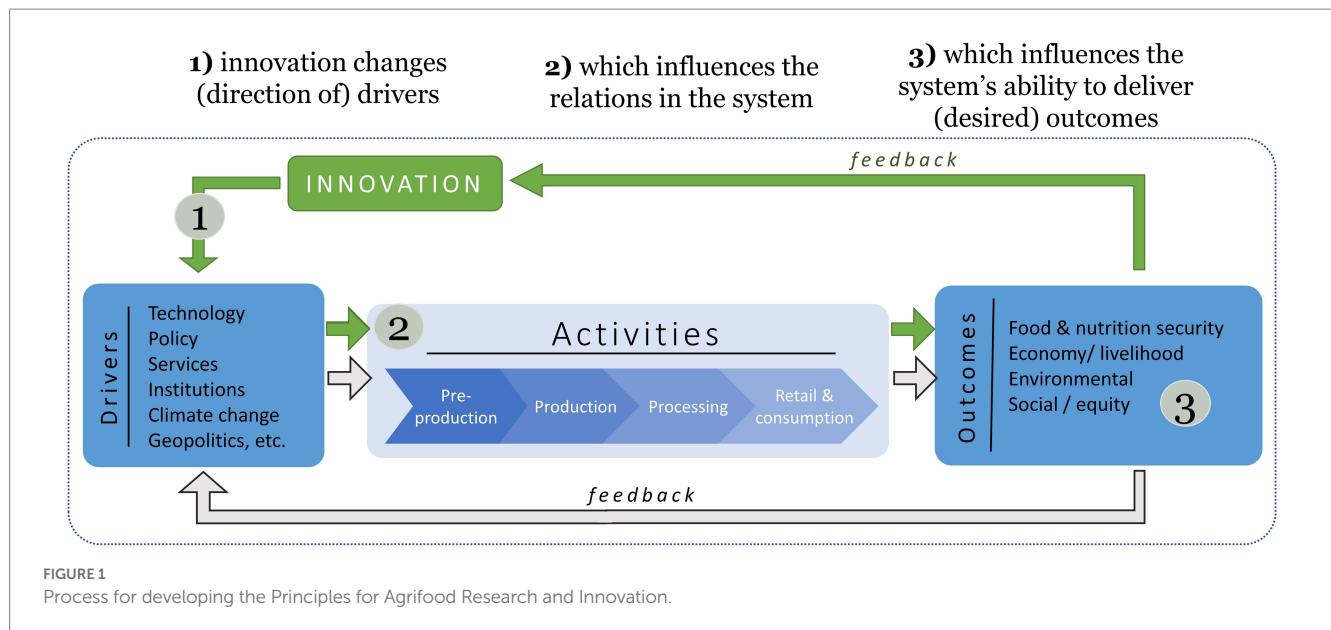 1) innovation changes
(direction of) drivers
2) which influences the
relations in the system
3) which influences the
system's ability to deliver
(desired) outcomes
feedback
INNOVATION
1
Drivers
Technology
Policy
Services
Institutions
Climate change
Geopolitics, etc.
2
Activities
Pre-
production
Production
Processing
Retail &
consumption
Outcomes
Food & nutrition security
Economy/ livelihood
Environmental
Social / equity
3
feedback
FIGURE 1
Process for developing the Principles for Agrifood Research and Innovation.